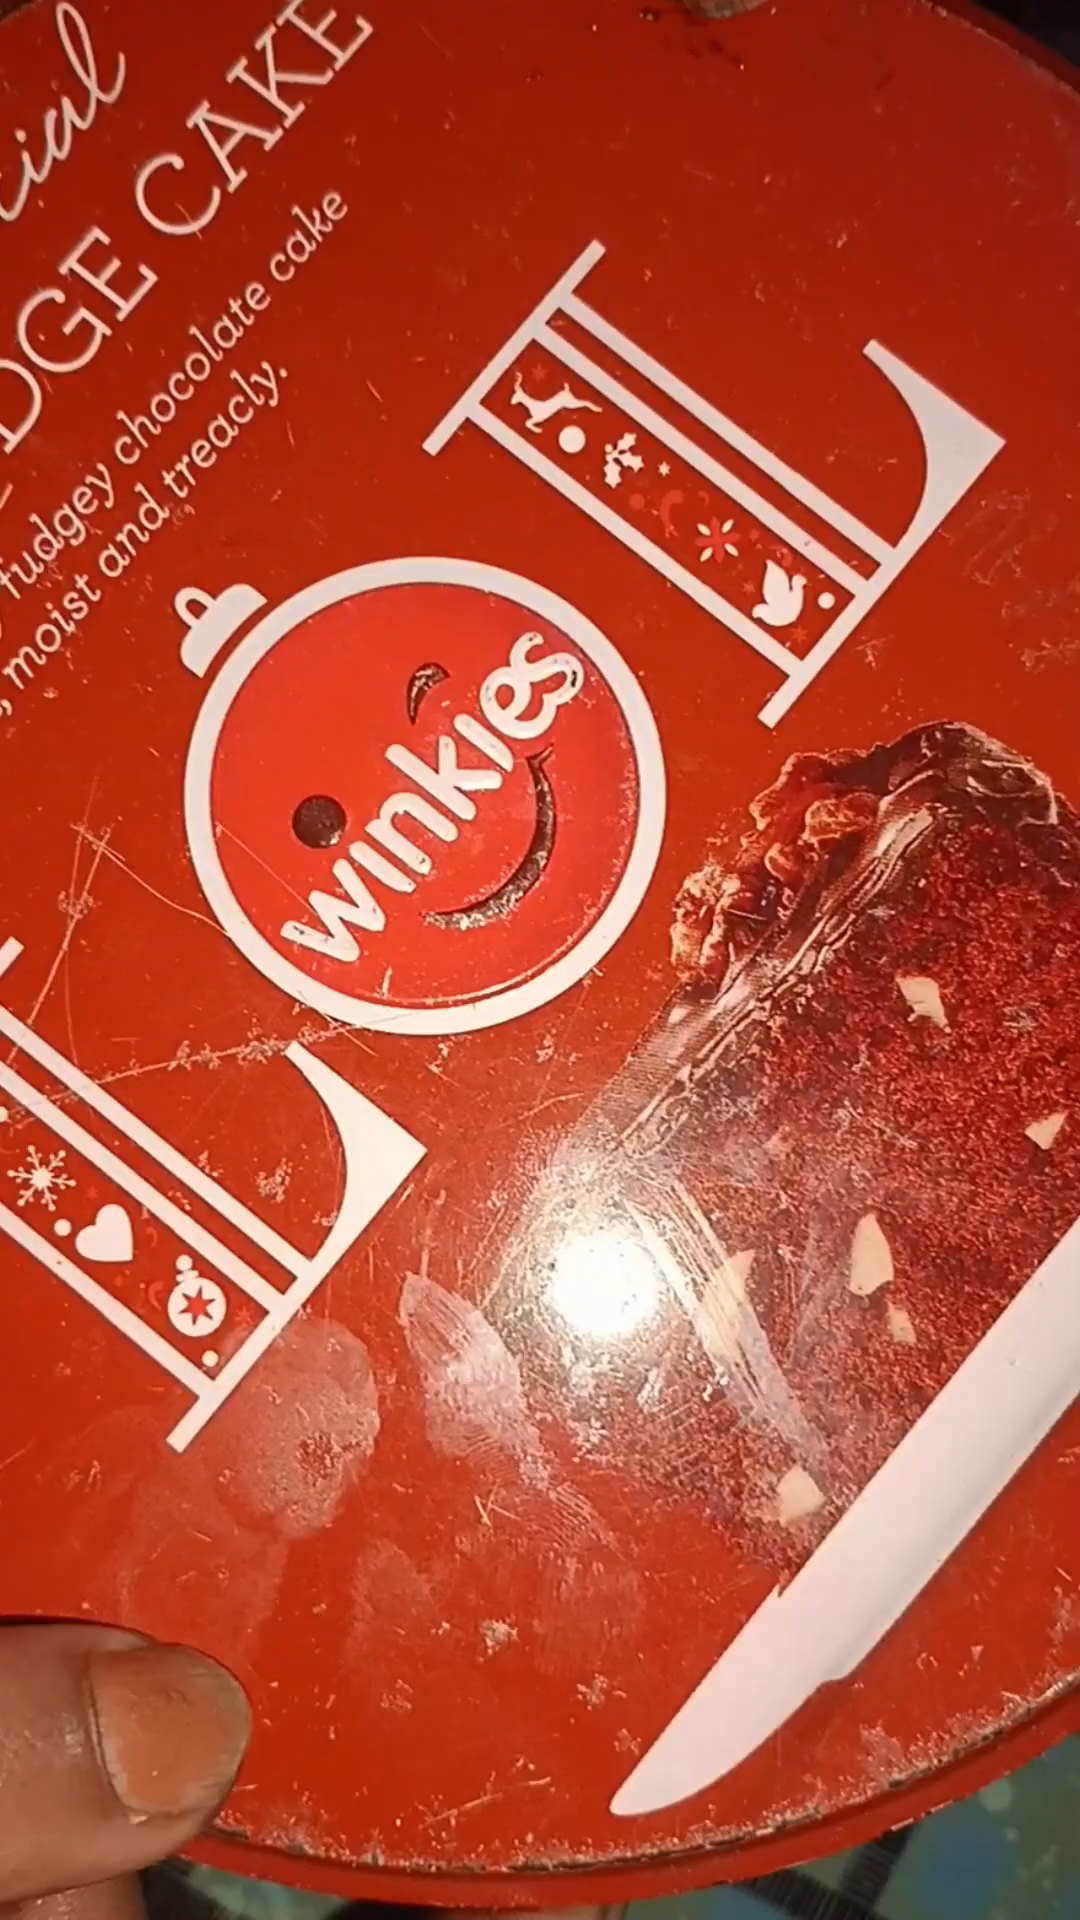 cial
DGE CAKE
fudgey chocolate cake
, moist and treacly.
L
winkies
L